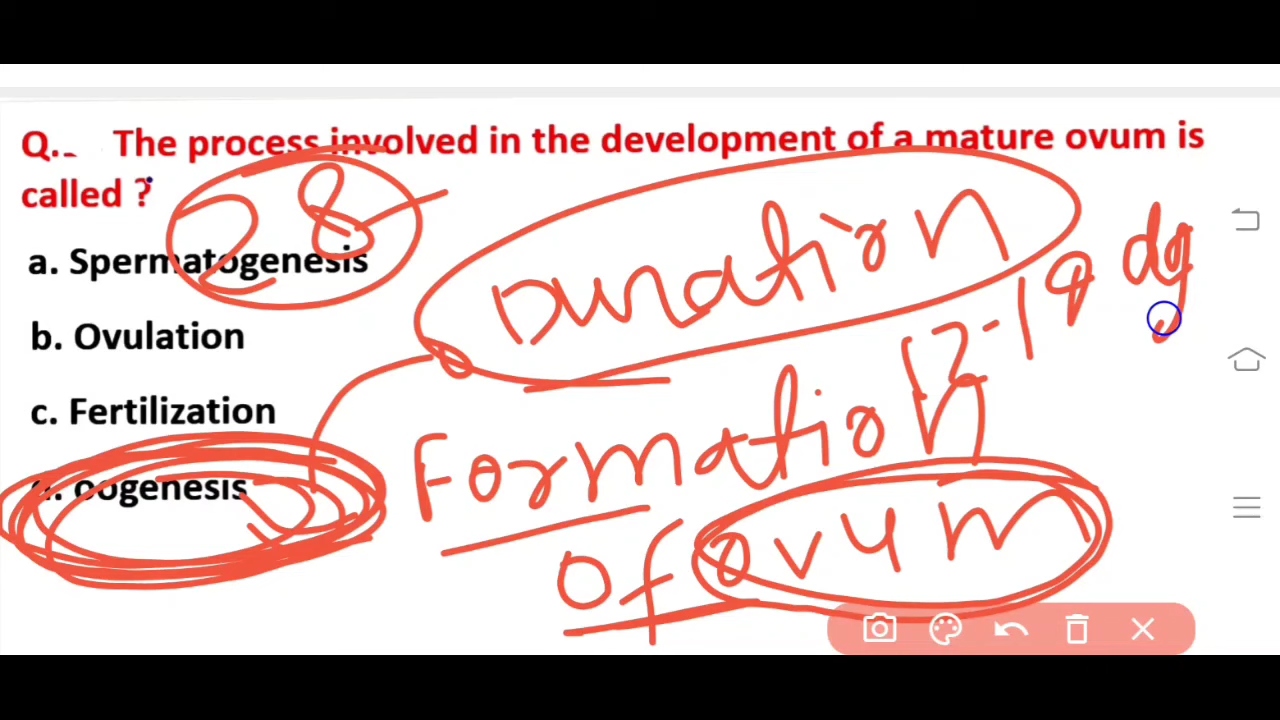 Q._ The process involved in the development of a mature ovum is
called ?
28
a. Spermatogenesis
Duration
b. Ovulation
12-18 dy
c. Fertilization
Formation
d. oogenesis
of ovum